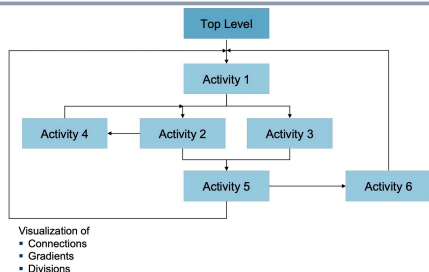 Top Level
Activity 1
Activity 4
Activity 2
Activity 3
Activity 5
Activity 6
Visualization of
▪ Connections
▪ Gradients
▪ Divisions